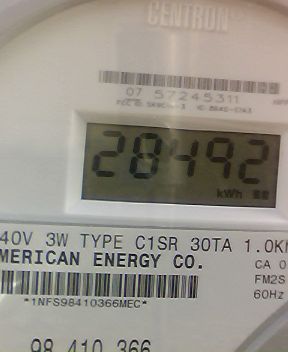 CENTRON
07 57245311
28492
kWh
40V 3W TYPE C1SR 30TA 1.0K
MERICAN ENERGY CO.
CA 0
FM2S
60Hz
*1NFS98410366MEC*
98 410 366